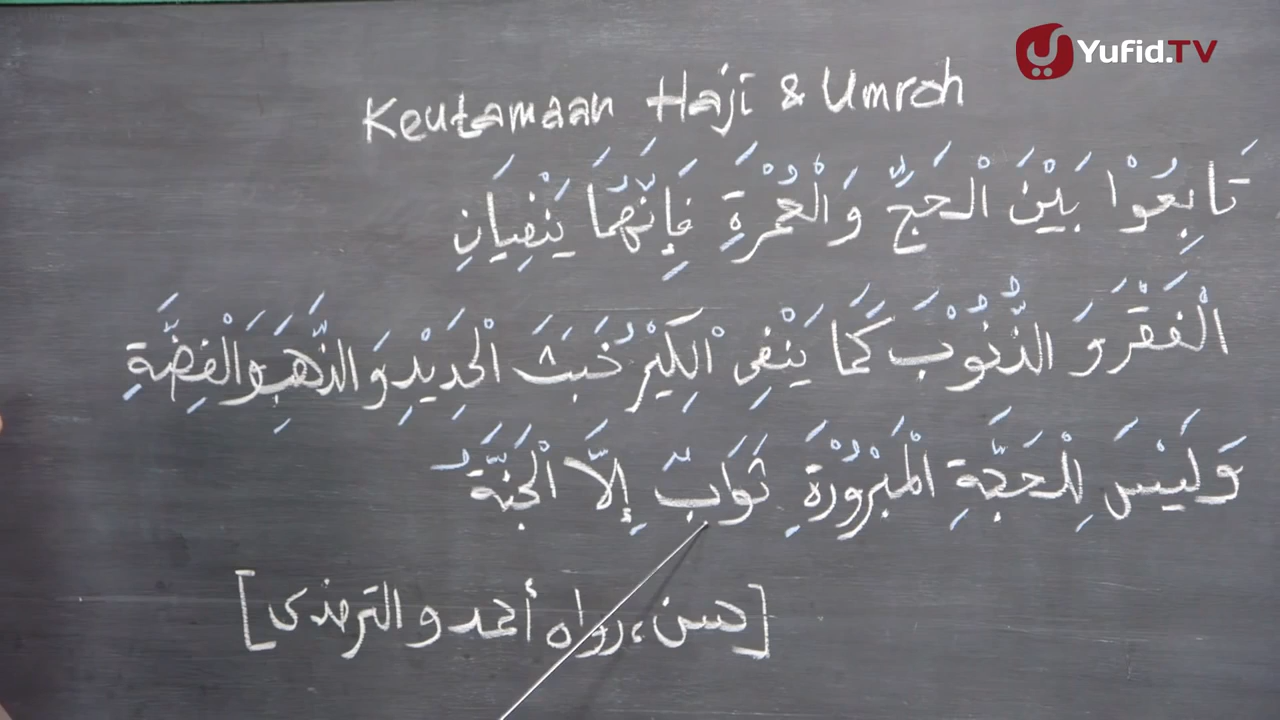 Yufid.TV
Keutamaan Haji & Umroh
تَابِعُوْا بَيْنَ الْحَجِّ وَالْعُمْرَةِ فَإِنَّهُمَا يَنْفِيَانِ
الْفَقْرَ وَ الذُّنُوْبَ كَمَا يَنْفِى الْكِيْرُ خَبَثَ الْحَدِيْدِ وَ الذَّهَبِ وَالْفِضَّةِ
وَلَيْسَ لِلْحَجَّةِ الْمَبْرُوْرَةِ ثَوَابٌ إِلَّا الْجَنَّةُ
[حسن، رواه أحمد و الترمذى]